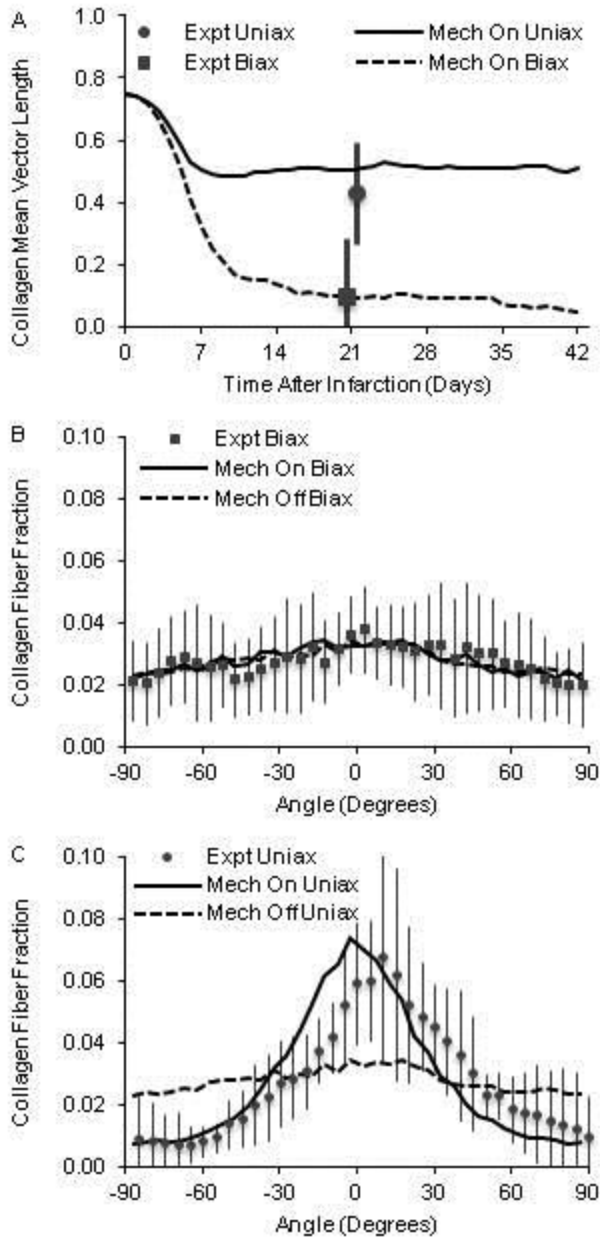 A
Expt Uniax
Mech On Uniax
Expt Biax
Mech On Biax
Collagen Mean Vector Length
1.0
0.8
0.6
0.4
0.2
0.0
0 7 14 21 28 35 42
Time After Infarction (Days)
B
Expt Biax
Mech On Biax
Mech Off Biax
Collagen Fiber Fraction
0.10
0.08
0.06
0.04
0.02
0.00
-90 -60 -30 0 30 60 90
Angle (Degrees)
C
Expt Uniax
Mech On Uniax
Mech Off Uniax
Collagen Fiber Fraction
0.10
0.08
0.06
0.04
0.02
0.00
-90 -60 -30 0 30 60 90
Angle (Degrees)